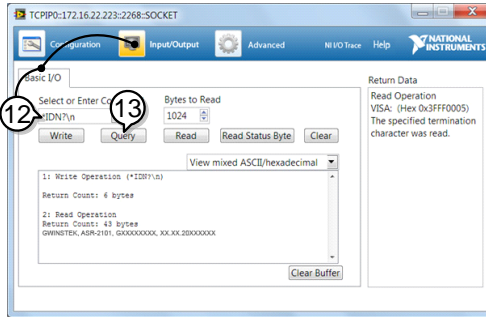 TCPIP0::172.16.22.223::2268::SOCKET
Configuration
Input/Output
Advanced
NI I/O Trace
Help
NATIONAL
INSTRUMENTS
Basic I/O
Select or Enter Co
Bytes to Read
12
13
*IDN?\n
1024
Write
Query
Read
Read Status Byte
Clear
View mixed ASCII/hexadecimal
1: Write Operation (*IDN?\n)
Return Count: 6 bytes
2: Read Operation
Return Count: 43 bytes
GWINSTEK, ASR-2101, GXXXXXXXX, XX.XX.20XXXXXX
Clear Buffer
Return Data
Read Operation
VISA: (Hex 0x3FFF0005)
The specified termination
character was read.